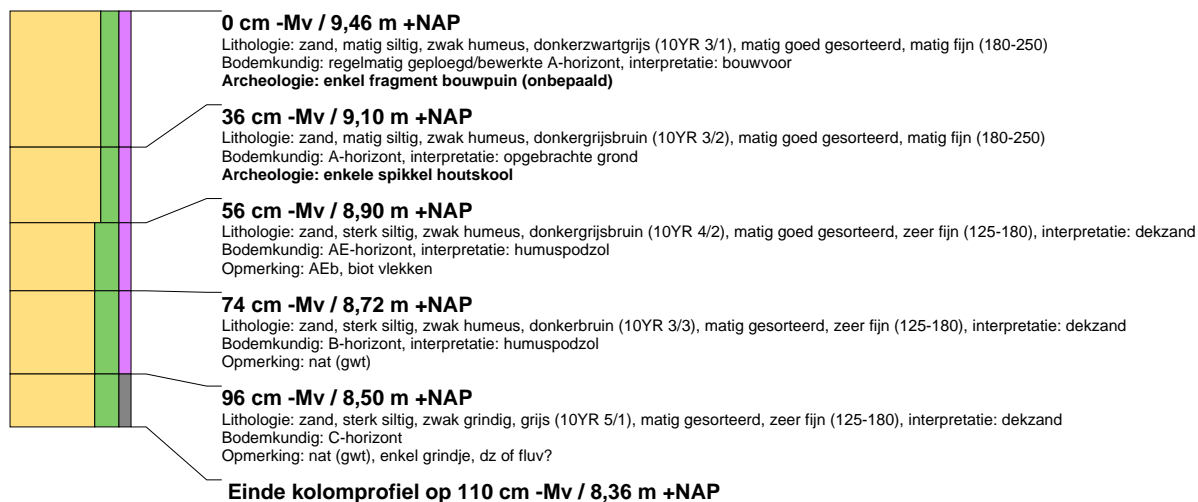 0 cm -Mv / 9,46 m +NAP
Lithologie: zand, matig siltig, zwak humeus, donkerzwartgrijs (10YR 3/1), matig goed gesorteerd, matig fijn (180-250)
Bodemkundig: regelmatig geploegd/bewerkte A-horizont, interpretatie: bouwvoor
Archeologie: enkel fragment bouwpuin (onbepaald)
36 cm -Mv / 9,10 m +NAP
Lithologie: zand, matig siltig, zwak humeus, donkergrijsbruin (10YR 3/2), matig goed gesorteerd, matig fijn (180-250)
Bodemkundig: A-horizont, interpretatie: opgebrachte grond
Archeologie: enkele spikkel houtskool
56 cm -Mv / 8,90 m +NAP
Lithologie: zand, sterk siltig, zwak humeus, donkergrijsbruin (10YR 4/2), matig goed gesorteerd, zeer fijn (125-180), interpretatie: dekzand
Bodemkundig: AE-horizont, interpretatie: humuspodzol
Opmerking: AEb, biot vlekken
74 cm -Mv / 8,72 m +NAP
Lithologie: zand, sterk siltig, zwak humeus, donkerbruin (10YR 3/3), matig gesorteerd, zeer fijn (125-180), interpretatie: dekzand
Bodemkundig: B-horizont, interpretatie: humuspodzol
Opmerking: nat (gwt)
96 cm -Mv / 8,50 m +NAP
Lithologie: zand, sterk siltig, zwak grindig, grijs (10YR 5/1), matig gesorteerd, zeer fijn (125-180), interpretatie: dekzand
Bodemkundig: C-horizont
Opmerking: nat (gwt), enkel grindje, dz of fluv?
Einde kolomprofiel op 110 cm -Mv / 8,36 m +NAP